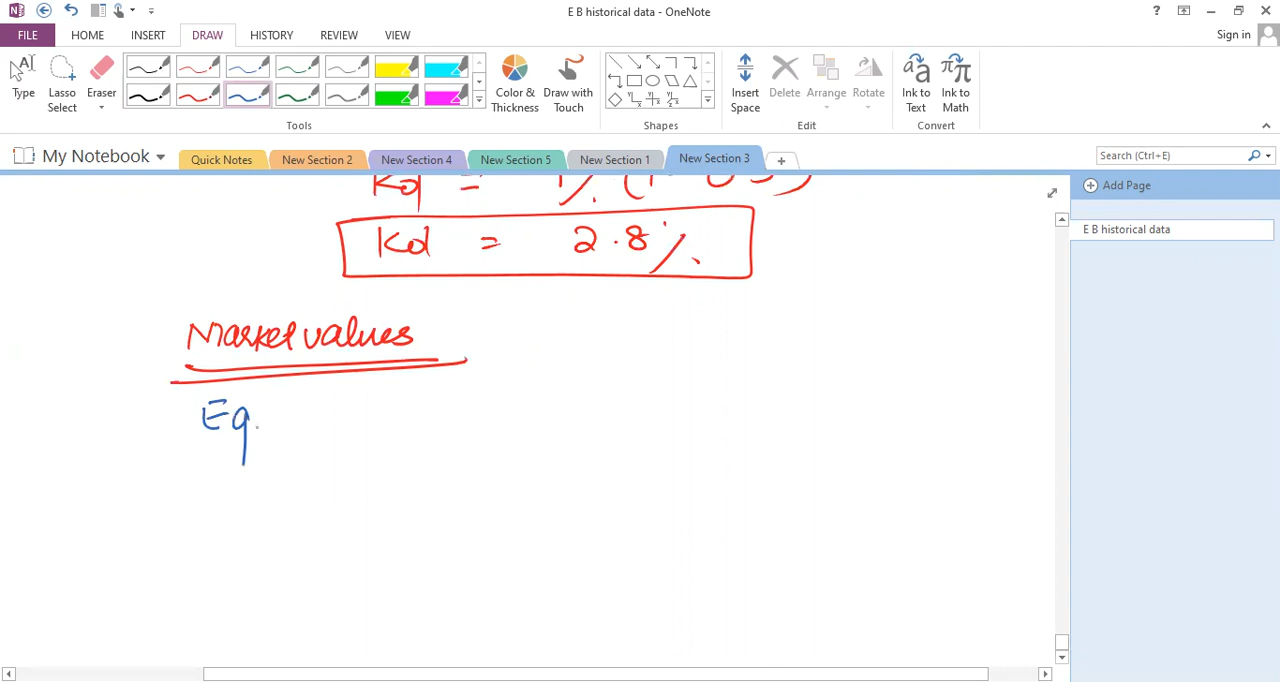 E B historical data - OneNote
? Sign in
FILE HOME INSERT DRAW HISTORY REVIEW VIEW
Type Lasso Select Eraser Color & Thickness Draw with Touch Insert Space Delete Arrange Rotate Ink to Text Ink to Math
Tools Shapes Edit Convert
My Notebook Quick Notes New Section 2 New Section 4 New Section 5 New Section 1 New Section 3 Search (Ctrl+E)
Add Page
E B historical data
Kd =
Kd = 2.8%.
Market values
Eq